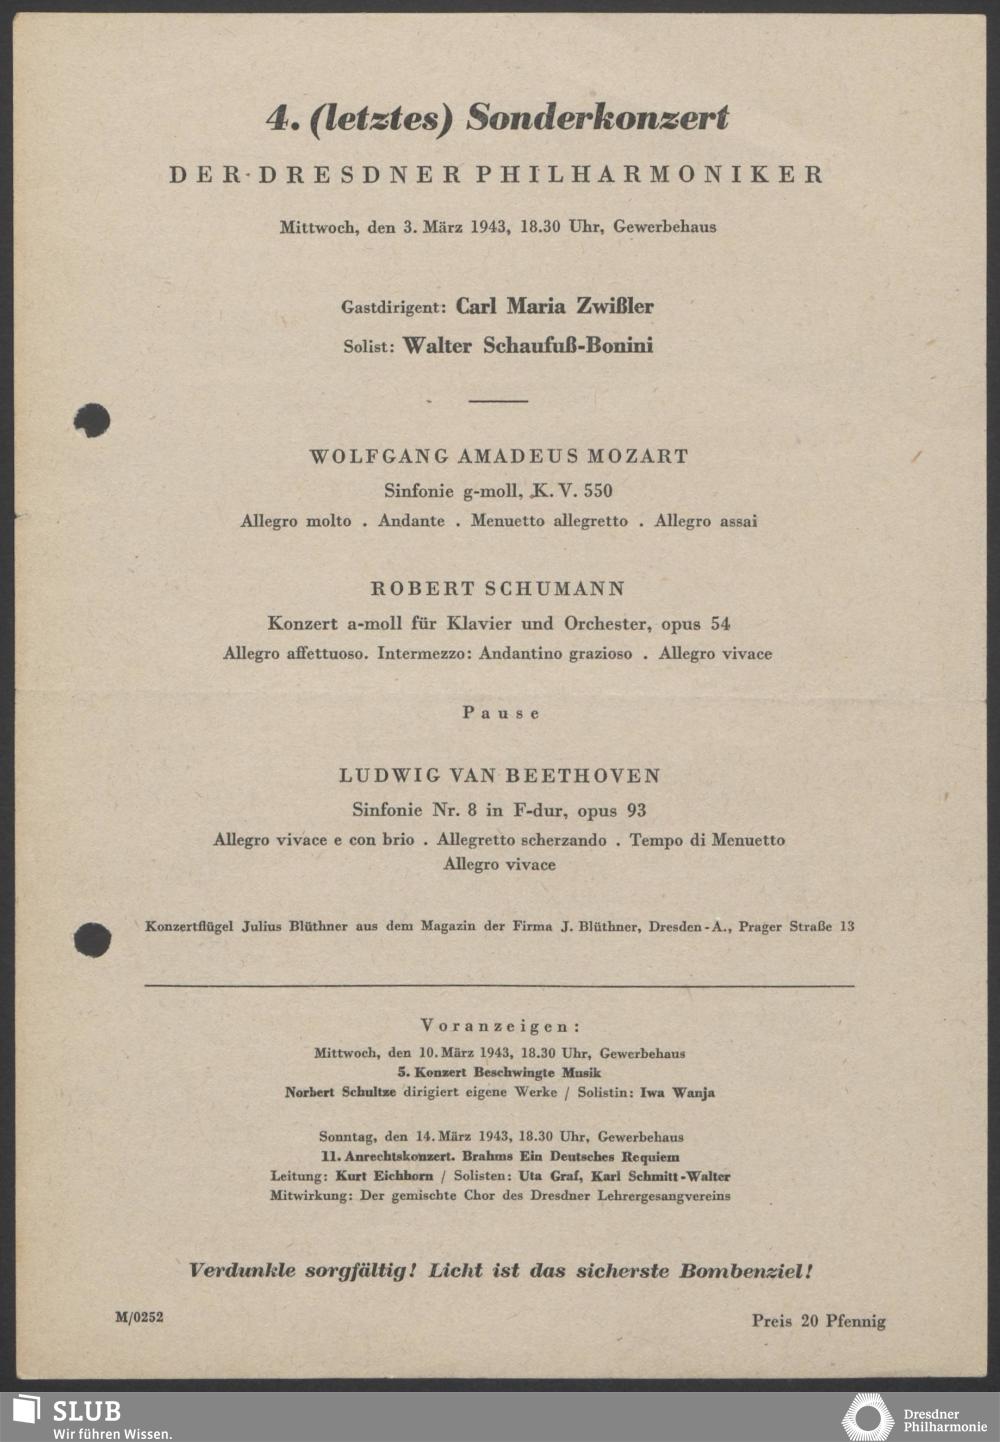 4. (letztes) Sonderkonzert
DER DRESDNER PHILHARMONIKER
Mittwoch, den 3. März 1943, 18.30 Uhr, Gewerbehaus
Gastdirigent: Carl Maria Zwißler
Solist: Walter Schaufuß-Bonini
WOLFGANG AMADEUS MOZART
Sinfonie g-moll, K. V. 550
Allegro molto . Andante . Menuetto allegretto . Allegro assai
ROBERT SCHUMANN
Konzert a-moll für Klavier und Orchester, opus 54
Allegro affettuoso. Intermezzo: Andantino grazioso . Allegro vivace
Pause
LUDWIG VAN BEETHOVEN
Sinfonie Nr. 8 in F-dur, opus 93
Allegro vivace e con brio . Allegretto scherzando . Tempo di Menuetto
Allegro vivace
Konzertflügel Julius Blüthner aus dem Magazin der Firma J. Blüthner, Dresden-A., Prager Straße 13
Voranzeigen:
Mittwoch, den 10. März 1943, 18.30 Uhr, Gewerbehaus
5. Konzert Beschwingte Musik
Norbert Schultze dirigiert eigene Werke / Solistin: Iwa Wanja
Sonntag, den 14. März 1943, 18.30 Uhr, Gewerbehaus
11. Anrechtskonzert. Brahms Ein Deutsches Requiem
Leitung: Kurt Eichhorn / Solisten: Uta Graf, Karl Schmitt-Walter
Mitwirkung: Der gemischte Chor des Dresdner Lehrergesangvereins
Verdunkle sorgfältig! Licht ist das sicherste Bombenziel!
M/0252
Preis 20 Pfennig
SLUB
Wir führen Wissen.
Dresdner
Philharmonie